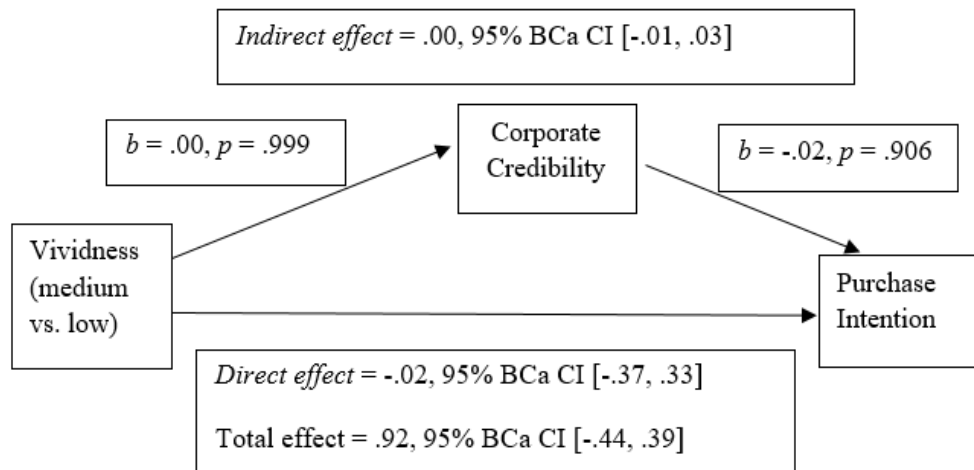 Indirect effect = .00, 95% BCa CI [-.01, .03]
b = .00, p = .999
Corporate
Credibility
b = -.02, p = .906
Vividness
(medium
vs. low)
Purchase
Intention
Direct effect = -.02, 95% BCa CI [-.37, .33]
Total effect = .92, 95% BCa CI [-.44, .39]